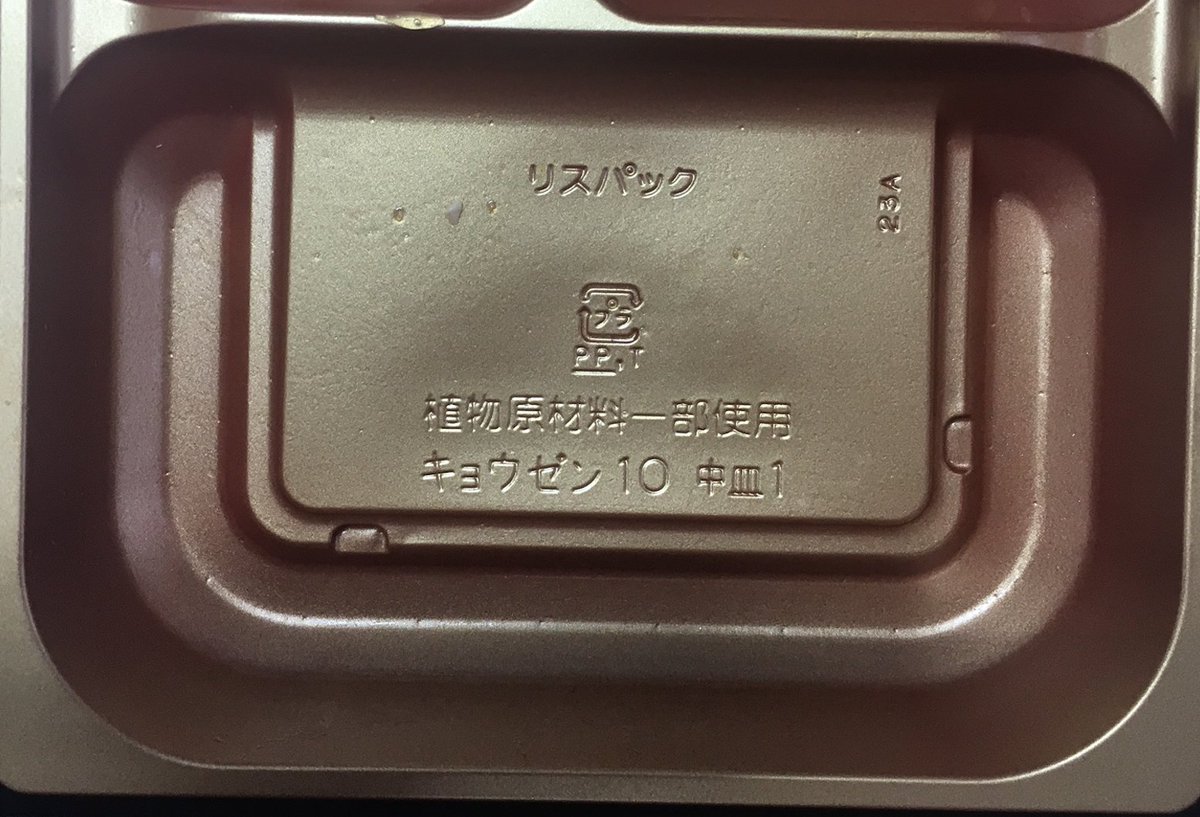 リスパック
23A
プラ
PP,T
植物原材料一部使用
キョウゼン10 中皿1